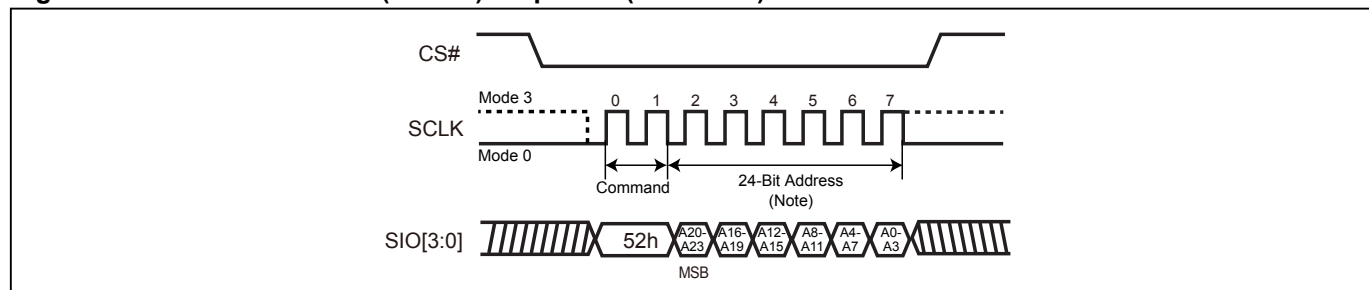 CS#
Mode 3
0 1 2 3 4 5 6 7
SCLK
Mode 0
Command
24-Bit Address
(Note)
SIO[3:0]
52h
A20-
A23
A16-
A19
A12-
A15
A8-
A11
A4-
A7
A0-
A3
MSB